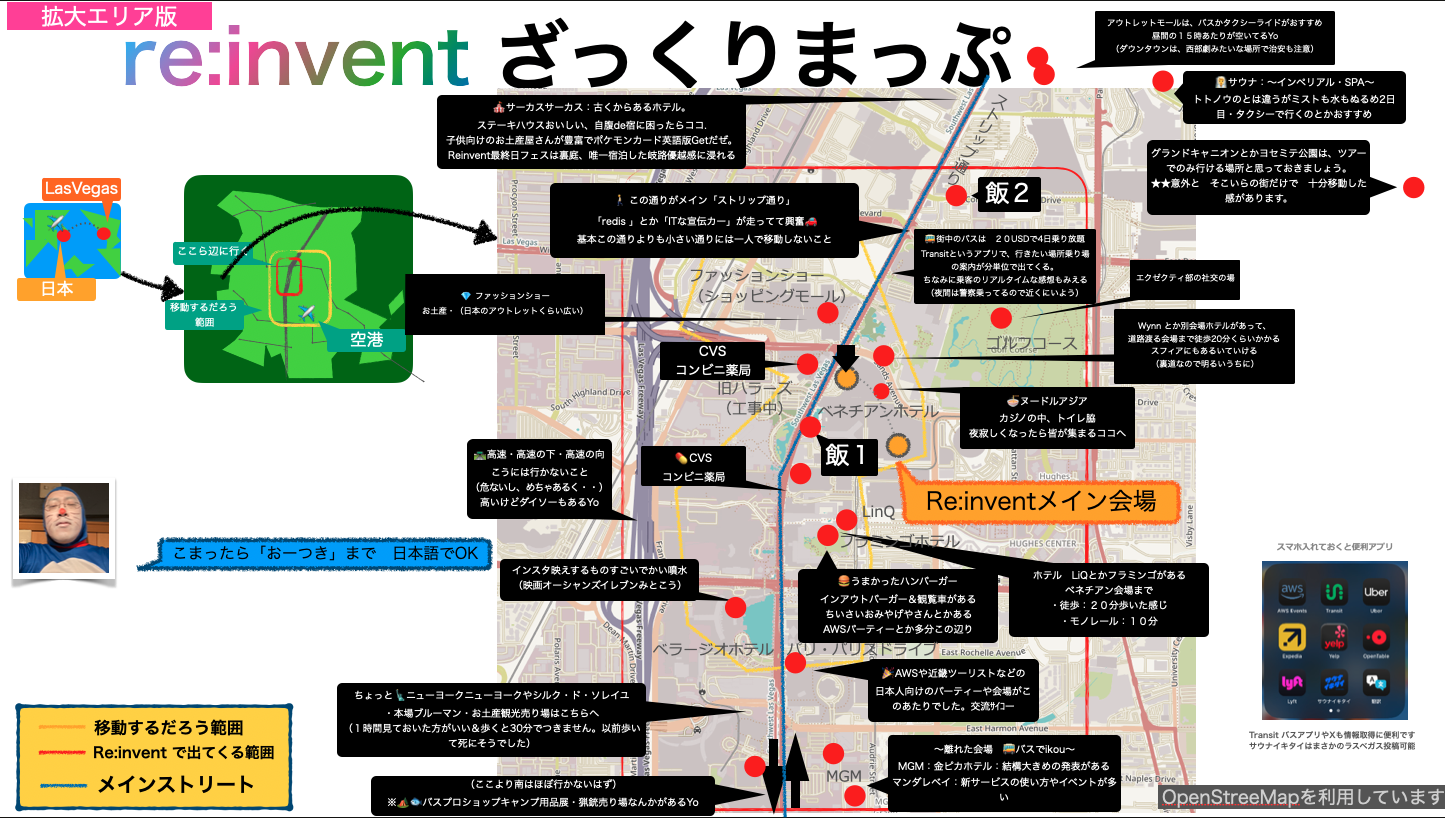 拡大エリア版
re:invent ざっくりまっぷ
アウトレットモールは、バスかタクシーライドがおすすめ
昼間の１５時あたりが空いてるYo
（ダウンタウンは、西部劇みたいな場所で治安も注意）
🧖サウナ：〜インペリアル・SPA〜
トトノウのとは違うがミストも水もぬるめ2日
目・タクシーで行くのとかおすすめ
グランドキャニオンとかヨセミテ公園は、ツアー
でのみ行ける場所と思っておきましょう。
★★意外と　そこいらの街だけで　十分移動した
感があります。
🎪サーカスサーカス：古くからあるホテル。
ステーキハウスおいしい、自腹de宿に困ったらココ.
子供向けのお土産屋さんが豊富でポケモンカード英語版Getだぜ。
Reinvent最終日フェスは裏庭、唯一宿泊した岐路優越感に浸れる
ストリップ通り
飯２
🚶この通りがメイン「ストリップ通り」
「redis 」とか「ITな宣伝カー」が走ってて興奮🚗
基本この通りよりも小さい通りには一人で移動しないこと
🚌街中のバスは　２０USDで4日乗り放題
Transitというアプリで、行きたい場所乗り場
の案内が分単位で出てくる。
ちなみに乗客のリアルタイムな感想もみえる
（夜間は警察乗ってるので近くにいよう）
エクゼクティ部の社交の場
LasVegas
日本
ここら辺に行く
移動するだろう
範囲
空港
ファッションショー
（ショッピングモール）
💎 ファッションショー
お土産・（日本のアウトレットくらい広い）
ゴルフコース
Golf Course
Wynn とか別会場ホテルがあって、
道路渡る会場まで徒歩20分くらいかかる
スフィアにもあるいていける
（裏道なので明るいうちに）
CVS
コンビニ薬局
旧ハラーズ
（工事中）
ベネチアンホテル
🍜ヌードルアジア
カジノの中、トイレ脇
夜寂しくなったら皆が集まるココへ
飯１
🛣️高速・高速の下・高速の向
こうには行かないこと
（危ないし、めちゃあるく・・）
高いけどダイソーもあるYo
💊CVS
コンビニ薬局
Re:inventメイン会場
LinQ
フラミンゴホテル
HUGHES CENTER
こまったら「おーつき」まで　日本語でOK
インスタ映えするものすごいでかい噴水
（映画オーシャンズイレブンみとこう）
🍔うまかったハンバーガー
インアウトバーガー＆観覧車がある
ちいさいおみやげやさんとかある
AWSパーティーとか多分この辺り
ホテル　LiQとかフラミンゴがある
ベネチアン会場まで
・徒歩：２０分歩いた感じ
・モノレール：１０分
ベラージオホテル
パリ・パリストライプ
East Rochelle Avenue
🎉AWSや近畿ツーリストなどの
日本人向けのパーティーや会場がこ
のあたりでした。交流ｻｲｺｰ
ちょっと🗽ニューヨークニューヨークやシルク・ド・ソレイユ
・本場ブルーマン・お土産観光売り場はこちらへ
（１時間見ておいた方がいい＆歩くと30分でつきません。以前歩い
て死にそうでした）
East Harmon Avenue
（ここより南はほぼ行かないはず）
※🏕️🐟バスプロショップキャンプ用品展・猟銃売り場なんかがあるYo
MGM
〜離れた会場　🚌バスでikou〜
MGM：金ピカホテル：結構大きめの発表がある
マンダレベイ：新サービスの使い方やイベントが多
い
移動するだろう範囲
Re:invent で出てくる範囲
メインストリート
スマホ入れておくと便利アプリ
aws
Uber
AWS Events
Transit
Uber
yelp
Expedia
Yelp
OpenTable
lyft
サウナイキタイ
Lyft
サウナイキタイ
翻訳
Transit バスアプリやXも情報取得に便利です
サウナイキタイはまさかのラスベガス投稿可能
OpenStreeMapを利用しています
Procyon Street
South Highland Drive
Las Vegas Freeway
Dean Martin Drive
Polaris Avenue
Visby Lane